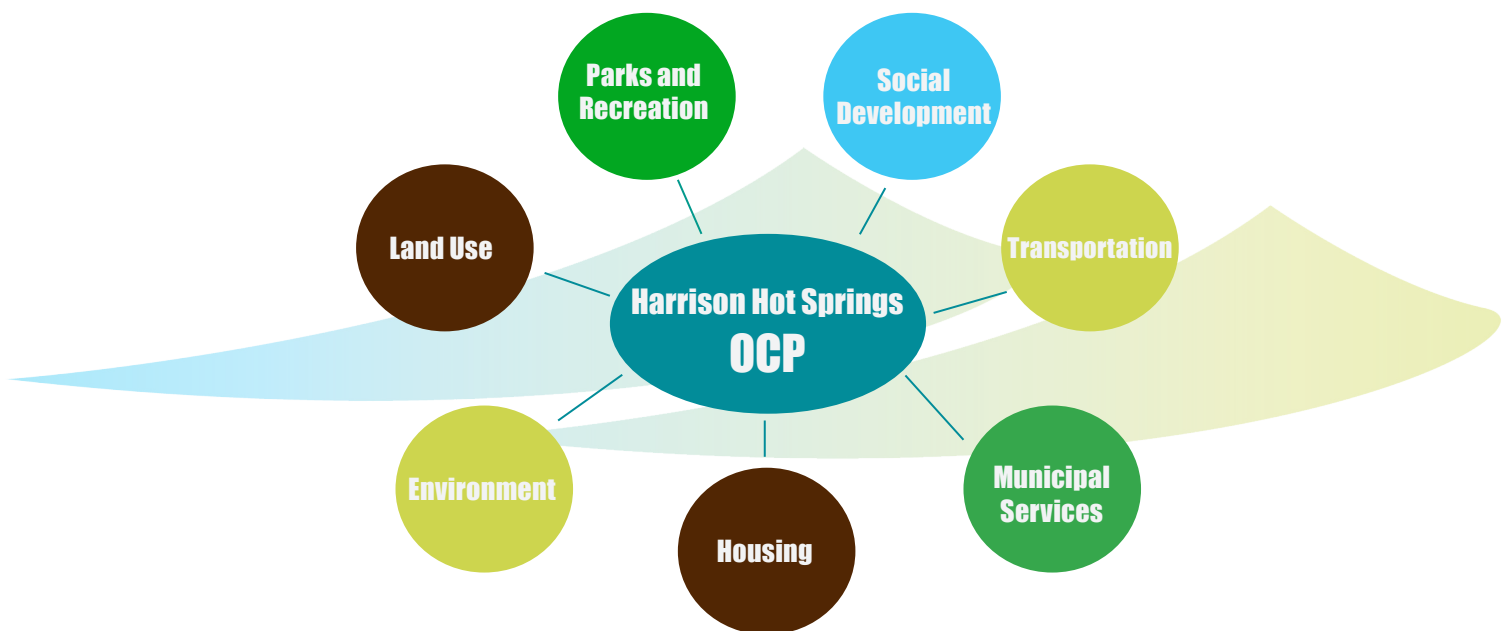 Parks and
Recreation
Social
Development
Land Use
Transportation
Harrison Hot Springs
OCP
Environment
Municipal
Services
Housing